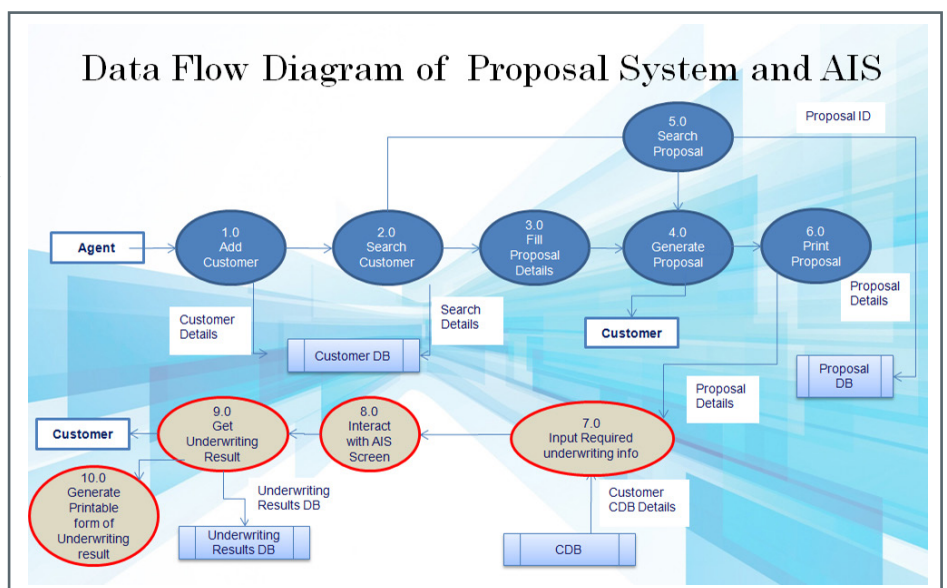 Data Flow Diagram of Proposal System and AIS
5.0
Search
Proposal
Proposal ID
Agent
1.0
Add
Customer
2.0
Search
Customer
3.0
Fill
Proposal
Details
4.0
Generate
Proposal
6.0
Print
Proposal
Customer
Details
Search
Details
Customer
Proposal
Details
Customer DB
Proposal
DB
Proposal
Details
Customer
9.0
Get
Underwriting
Result
8.0
Interact
with AIS
Screen
7.0
Input Required
underwriting info
10.0
Generate
Printable
form of
Underwriting
result
Underwriting
Results DB
Customer
CDB Details
Underwriting
Results DB
CDB